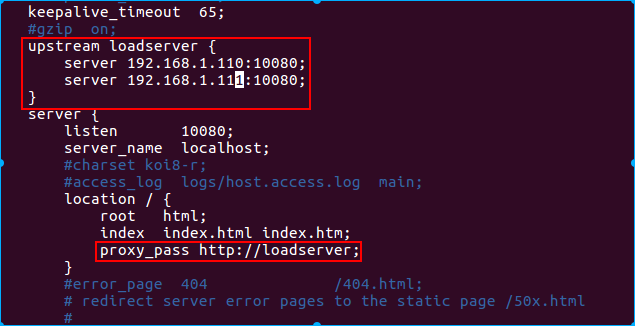 keepalive_timeout  65;
#gzip  on;
upstream loadserver {
server 192.168.1.110:10080;
server 192.168.1.111:10080;
}
server {
listen       10080;
server_name  localhost;
#charset koi8-r;
#access_log  logs/host.access.log  main;
location / {
root   html;
index  index.html index.htm;
proxy_pass http://loadserver;
}
#error_page  404              /404.html;
# redirect server error pages to the static page /50x.html
#